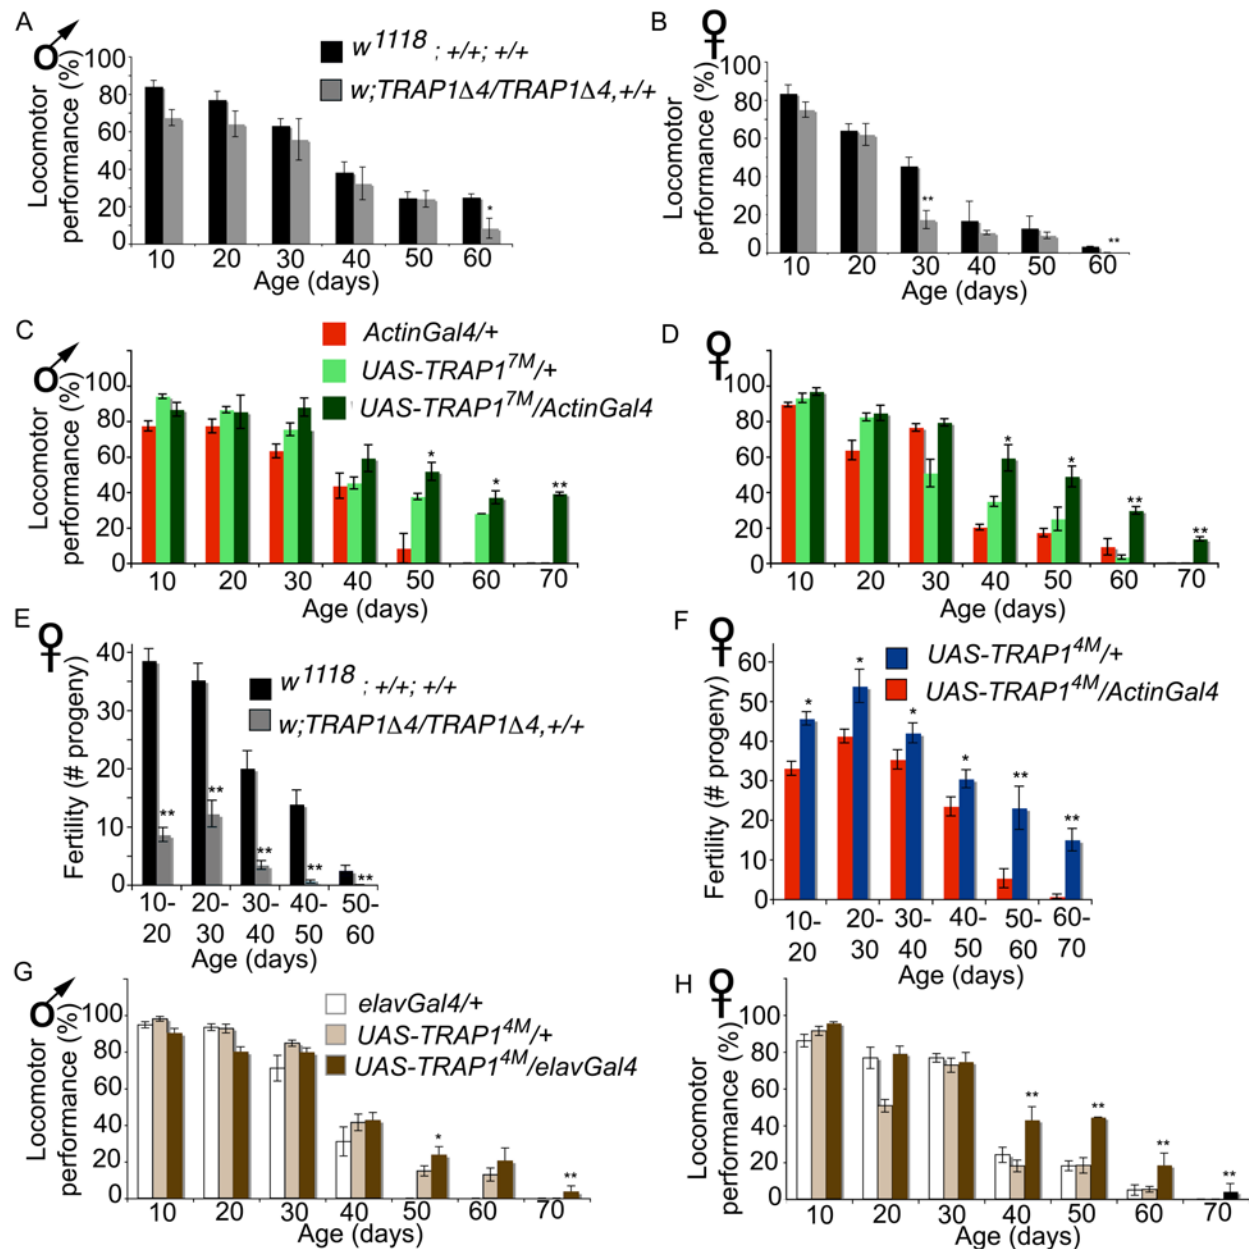 A
w1118 ; +/+; +/+
w;TRAP1Δ4/TRAP1Δ4,+/+
Locomotor
performance (%)
100
80
60
40
20
0
10 20 30 40 50 60
Age (days)
*
B
Locomotor
performance (%)
100
80
60
40
20
0
10 20 30 40 50 60
Age (days)
** **
C
ActinGal4/+
UAS-TRAP17M/+
UAS-TRAP17M/ActinGal4
Locomotor
performance (%)
100
80
60
40
20
0
10 20 30 40 50 60 70
Age (days)
* * **
D
100
80
60
40
20
0
10 20 30 40 50 60 70
Age (days)
* * ** **
E
w1118 ; +/+; +/+
w;TRAP1Δ4/TRAP1Δ4,+/+
Fertility (# progeny)
40
30
20
10
0
10- 20- 30- 40- 50-
20 30 40 50 60
Age (days)
** ** ** ** **
F
UAS-TRAP14M/+
UAS-TRAP14M/ActinGal4
Fertility (# progeny)
60
50
40
30
20
10
0
10- 20- 30- 40- 50- 60-
20 30 40 50 60 70
Age (days)
* * * * ** **
G
elavGal4/+
UAS-TRAP14M/+
UAS-TRAP14M/elavGal4
Locomotor
performance (%)
100
80
60
40
20
0
10 20 30 40 50 60 70
Age (days)
* **
H
Locomotor
performance (%)
100
80
60
40
20
0
10 20 30 40 50 60 70
Age (days)
** ** ** **